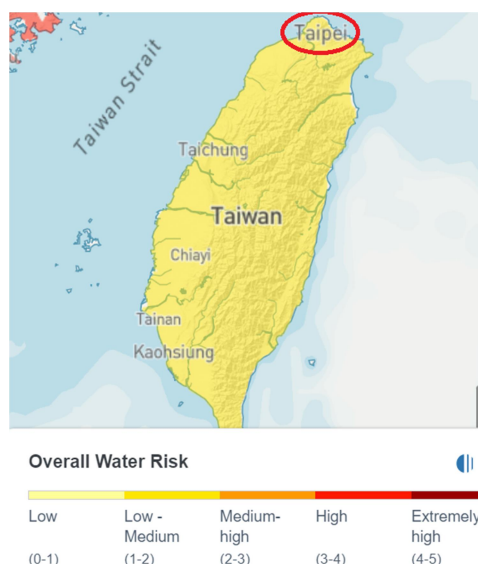 Taipei
Taiwan Strait
Taichung
Taiwan
Chiayi
Tainan
Kaohsiung
Overall Water Risk
Low Low - Medium- High Extremely
Medium high high
(0-1) (1-2) (2-3) (3-4) (4-5)